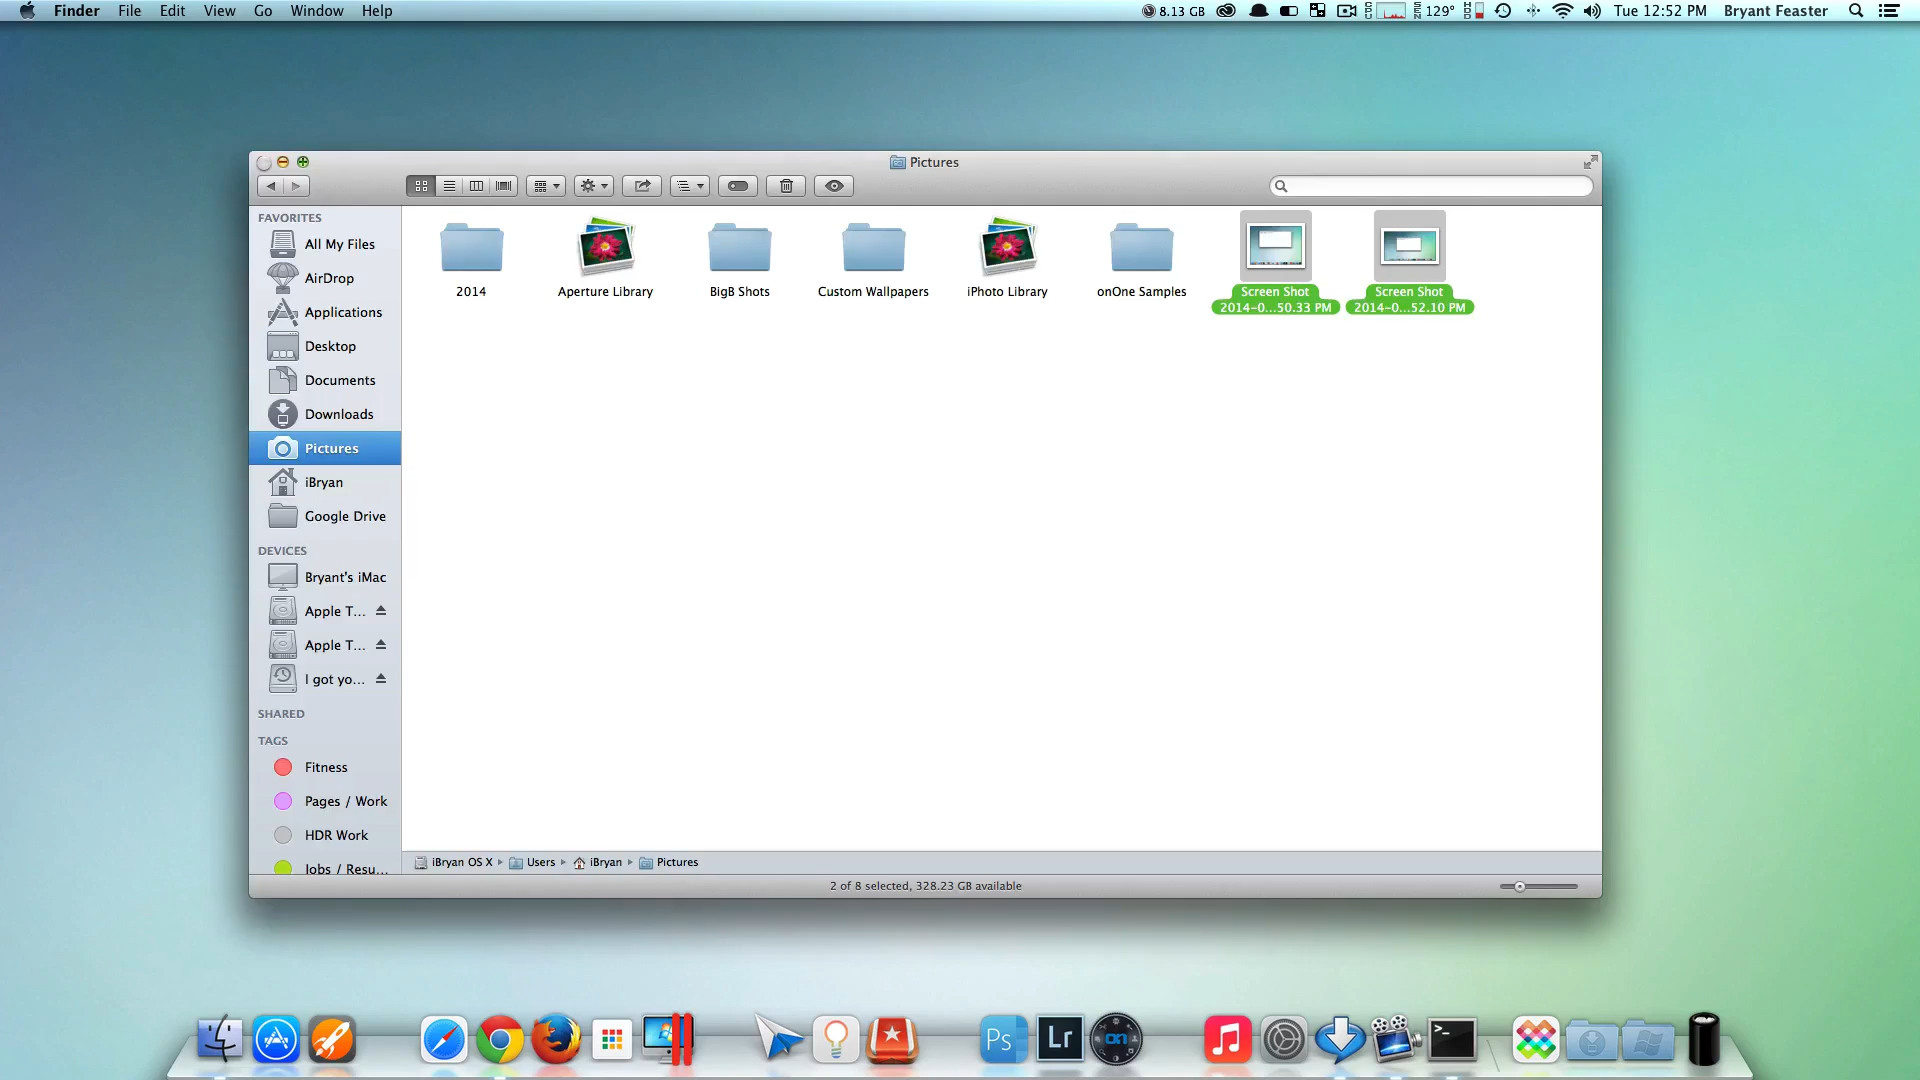 Finder File Edit View Go Window Help
8.13 GB 129° Tue 12:52 PM Bryant Feaster
Pictures
FAVORITES
All My Files
AirDrop
Applications
Desktop
Documents
Downloads
Pictures
iBryan
Google Drive
DEVICES
Bryant's iMac
Apple T...
Apple T...
I got yo...
SHARED
TAGS
Fitness
Pages / Work
HDR Work
Jobs / Resu...
2014
Aperture Library
BigB Shots
Custom Wallpapers
iPhoto Library
onOne Samples
Screen Shot
2014-0...50.33 PM
Screen Shot
2014-0...52.10 PM
iBryan OS X Users iBryan Pictures
2 of 8 selected, 328.23 GB available
Ps
Lr
on